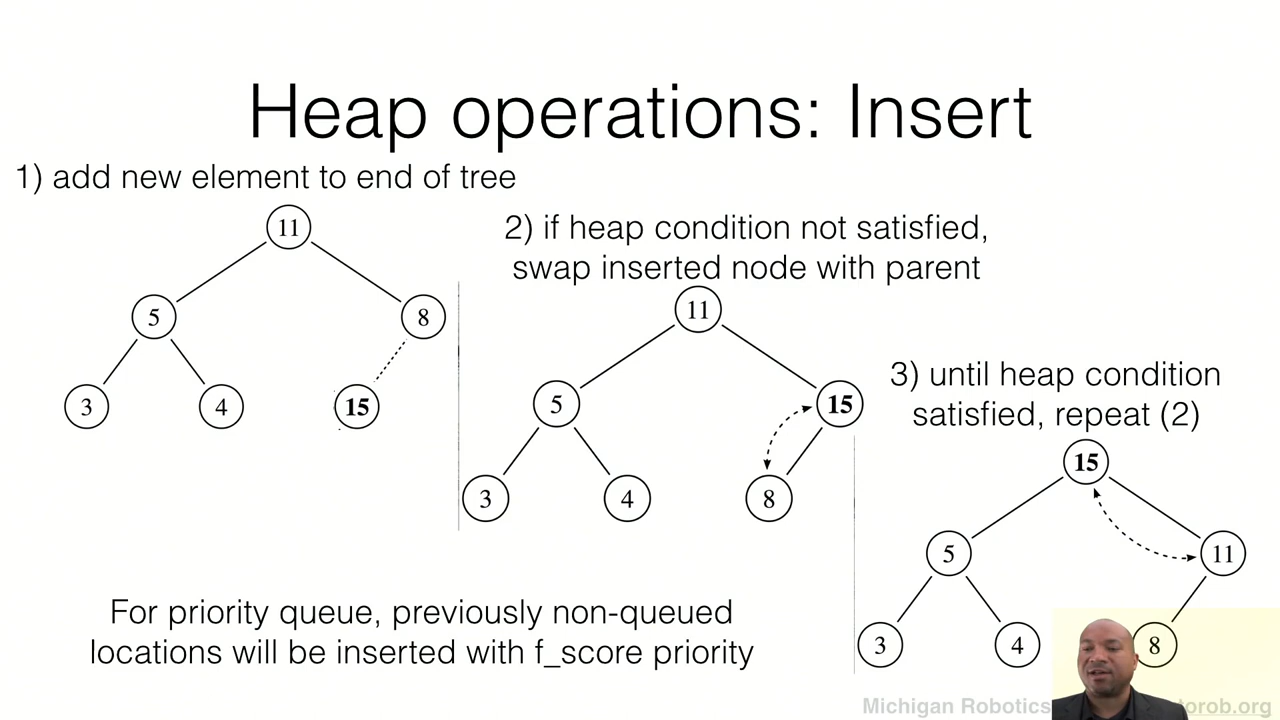 Heap operations: Insert
1) add new element to end of tree
11
5
8
3
4
15
2) if heap condition not satisfied,
swap inserted node with parent
11
5
15
3
4
8
3) until heap condition
satisfied, repeat (2)
15
5
11
3
4
8
For priority queue, previously non-queued
locations will be inserted with f_score priority
Michigan Robotics
torob.org